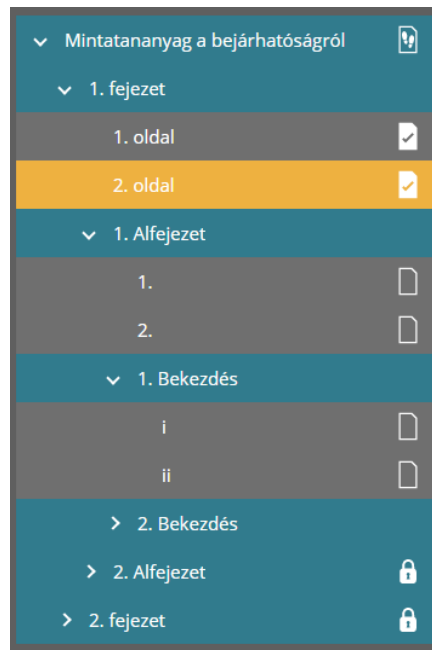 Mintatananyag a bejárhatóságról
1. fejezet
1. oldal
2. oldal
1. Alfejezet
1.
2.
1. Bekezdés
i
ii
2. Bekezdés
2. Alfejezet
2. fejezet